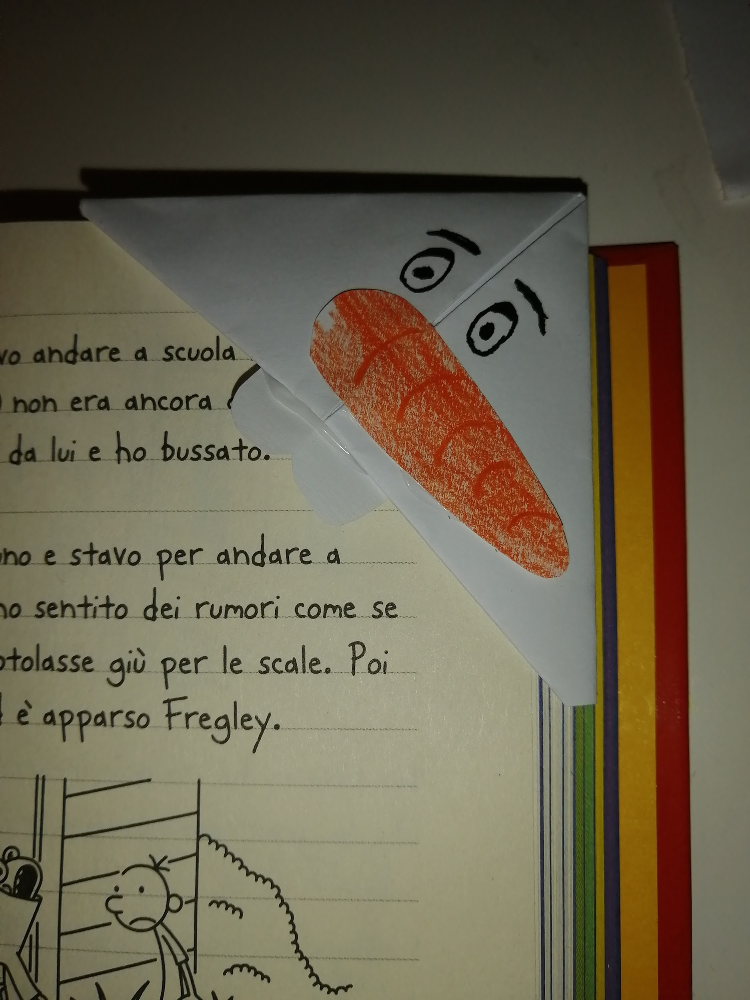 andare a scuola
non era ancora
da lui e ho bussato.
e stavo per andare a
sentito dei rumori come se
giù per le scale. Poi
è apparso Fregley.